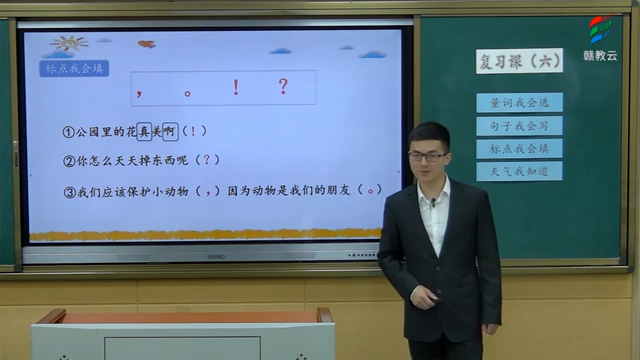 标点我会填
， 。 ！ ？
①公园里的花真美啊（！）
②你怎么天天掉东西呢（？）
③我们应该保护小动物（，）因为动物是我们的朋友（。）
赣教云
复习课（六）
量词我会选
句子我会写
标点我会填
天气我知道